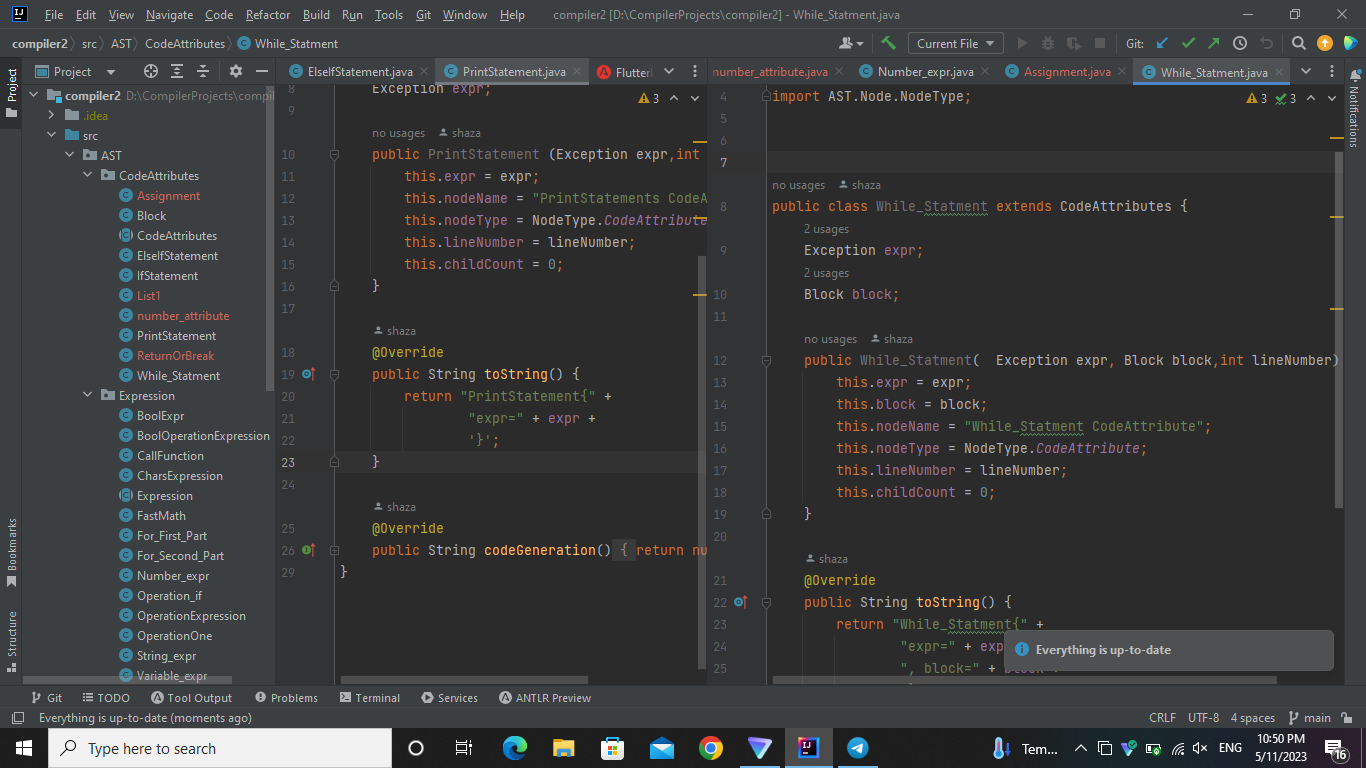 File Edit View Navigate Code Refactor Build Run Tools Git Window Help compiler2 [D:\CompilerProjects\compiler2] - While_Statment.java
compiler2 src AST CodeAttributes While_Statment Current File Git:
Project
Project
compiler2 D:\CompilerProjects\compil
.idea
src
AST
CodeAttributes
Assignment
Block
CodeAttributes
ElseIfStatement
IfStatement
List1
number_attribute
PrintStatement
ReturnOrBreak
While_Statment
Expression
BoolExpr
BoolOperationExpression
CallFunction
CharsExpression
Expression
FastMath
For_First_Part
For_Second_Part
Number_expr
Operation_if
OperationExpression
OperationOne
String_expr
Variable_expr
Bookmarks
Structure
ElseIfStatement.java PrintStatement.java Flutter
3
8 Exception expr;
9
no usages shaza
10 public PrintStatement (Exception expr,int
11 this.expr = expr;
12 this.nodeName = "PrintStatements CodeA
13 this.nodeType = NodeType.CodeAttribute
14 this.lineNumber = lineNumber;
15 this.childCount = 0;
16 }
17
shaza
18 @Override
19 public String toString() {
20 return "PrintStatement{" +
21 "expr=" + expr +
22 '}';
23 }
24
shaza
25 @Override
26 public String codeGeneration() { return nu
29 }
number_attribute.java Number_expr.java Assignment.java While_Statment.java
3 3
4 import AST.Node.NodeType;
5
6
7
no usages shaza
8 public class While_Statment extends CodeAttributes {
2 usages
9 Exception expr;
2 usages
10 Block block;
11
no usages shaza
12 public While_Statment( Exception expr, Block block,int lineNumber)
13 this.expr = expr;
14 this.block = block;
15 this.nodeName = "While_Statment CodeAttribute";
16 this.nodeType = NodeType.CodeAttribute;
17 this.lineNumber = lineNumber;
18 this.childCount = 0;
19 }
20
shaza
21 @Override
22 public String toString() {
23 return "While_Statment{" +
24 "expr=" + exp
25 ", block=" + block +
Everything is up-to-date
Notifications
Git TODO Tool Output Problems Terminal Services ANTLR Preview
Everything is up-to-date (moments ago) CRLF UTF-8 4 spaces main
Type here to search
Tem... ENG
10:50 PM
5/11/2023
16